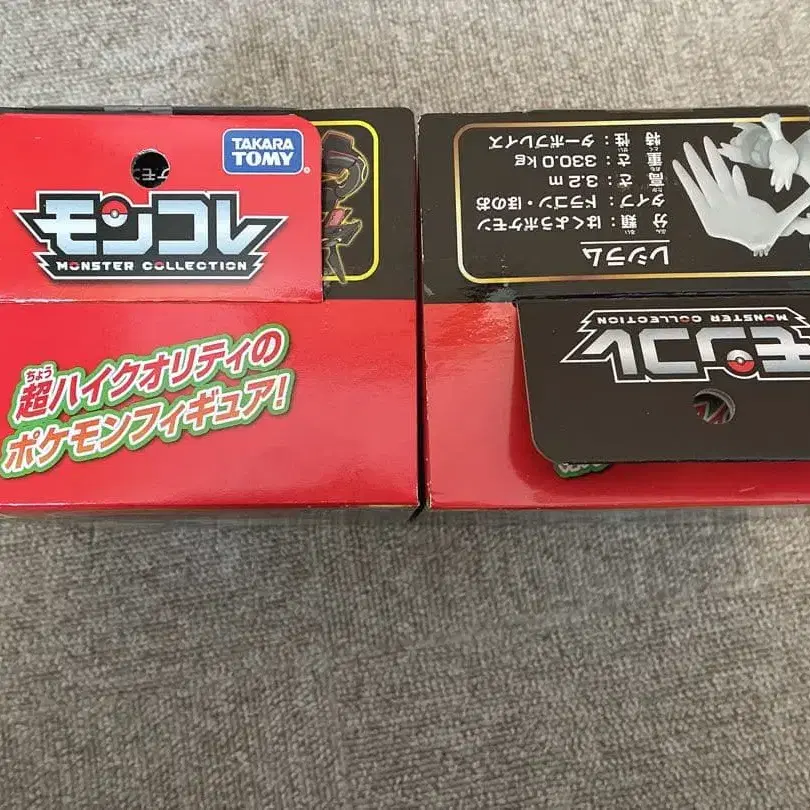 TAKARA
TOMY
モンコレ
MONSTER COLLECTION
ちょう
超ハイクオリティの
ポケモンフィギュア!
レシラム
分類:はくようポケモン
タイプ:ドラゴン・ほのお
高さ:3.2m
重さ:330.0kg
特性:ターボブレイズ
モンコレ
MONSTER COLLECTION